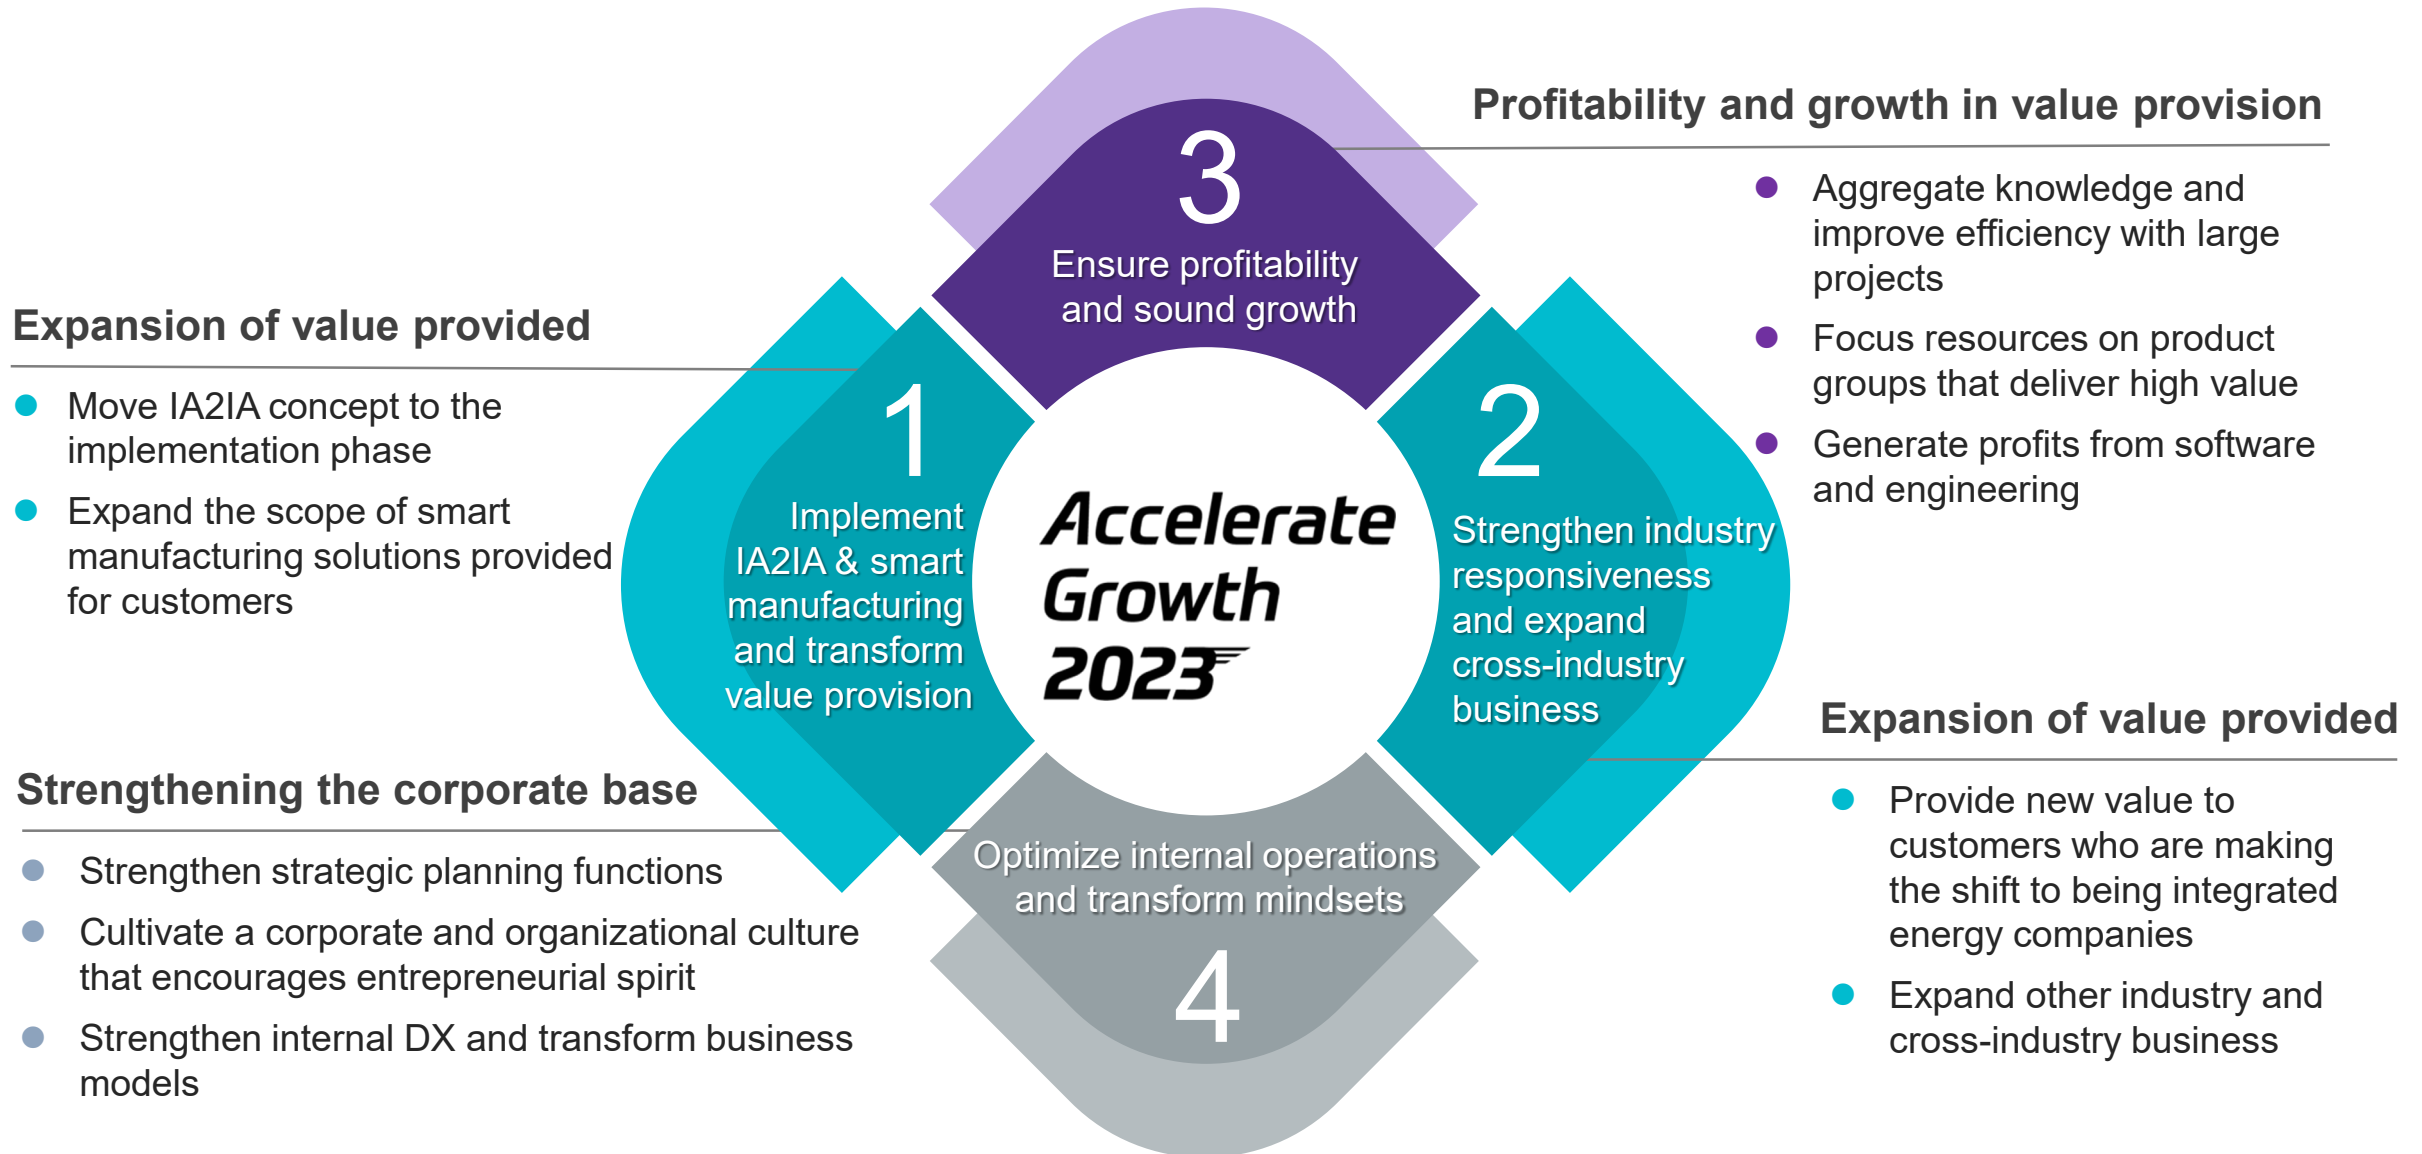 3
Ensure profitability
and sound growth
Profitability and growth in value provision
Aggregate knowledge and
improve efficiency with large
projects
Focus resources on product
groups that deliver high value
Generate profits from software
and engineering
Expansion of value provided
Move IA2IA concept to the
implementation phase
Expand the scope of smart
manufacturing solutions provided
for customers
1
Implement
IA2IA & smart
manufacturing
and transform
value provision
Accelerate
Growth
2023
2
Strengthen industry
responsiveness
and expand
cross-industry
business
Expansion of value provided
Provide new value to
customers who are making
the shift to being integrated
energy companies
Expand other industry and
cross-industry business
Strengthening the corporate base
Strengthen strategic planning functions
Cultivate a corporate and organizational culture
that encourages entrepreneurial spirit
Strengthen internal DX and transform business
models
Optimize internal operations
and transform mindsets
4